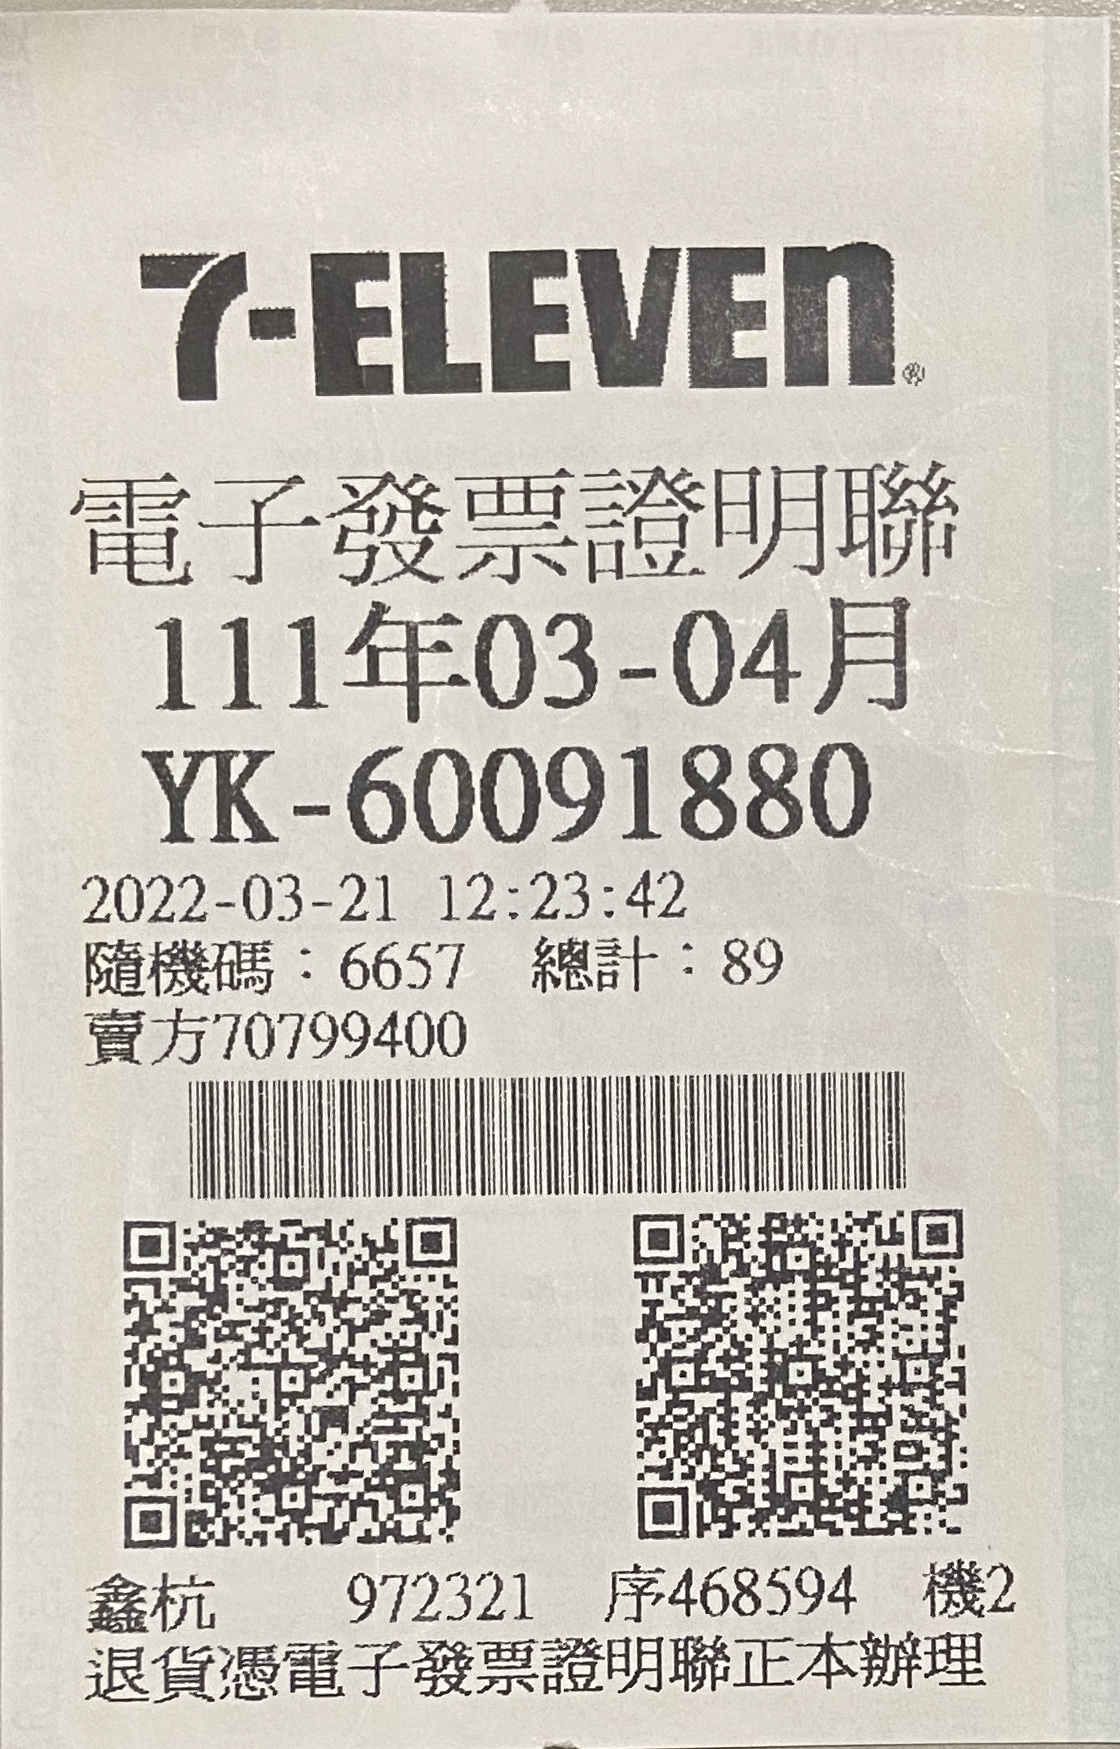 7-ELEVEN®
電子發票證明聯
111年03-04月
YK-60091880
2022-03-21 12:23:42
隨機碼：6657 總計：89
賣方70799400
鑫杭 972321 序468594 機2
退貨憑電子發票證明聯正本辦理